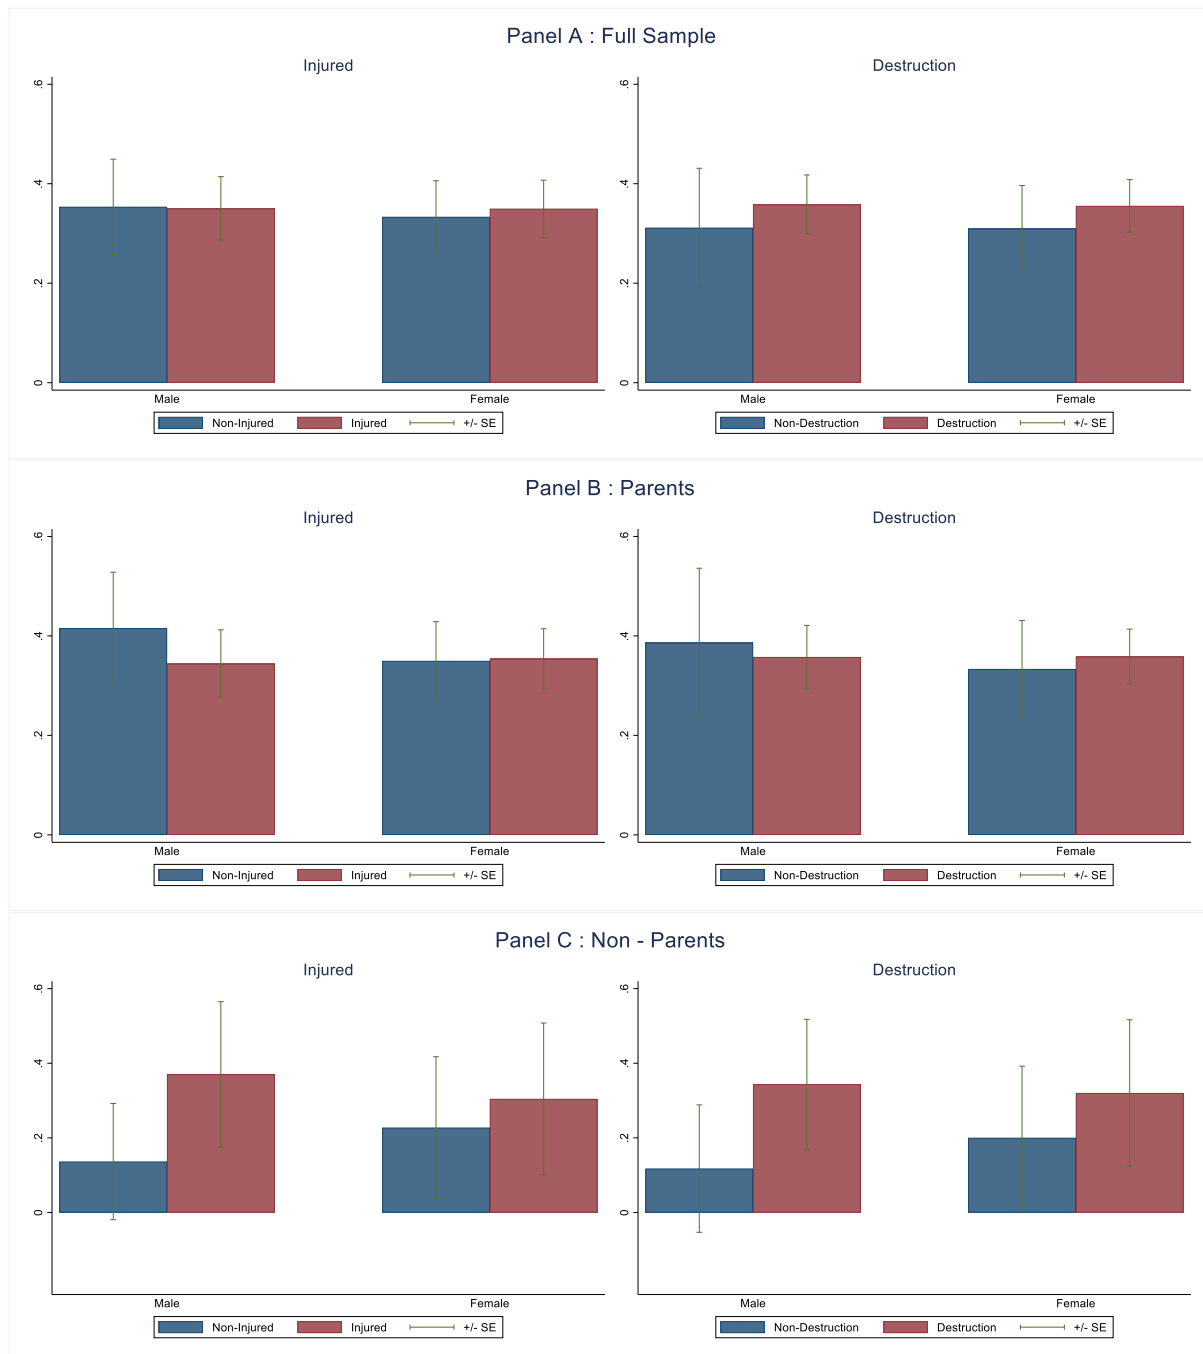 Panel A : Full Sample
Injured
.6
.4
.2
0
Male Female
Non-Injured Injured +/- SE
Destruction
.6
.4
.2
0
Male Female
Non-Destruction Destruction +/- SE
Panel B : Parents
Injured
.6
.4
.2
0
Male Female
Non-Injured Injured +/- SE
Destruction
.6
.4
.2
0
Male Female
Non-Destruction Destruction +/- SE
Panel C : Non - Parents
Injured
.6
.4
.2
0
Male Female
Non-Injured Injured +/- SE
Destruction
.6
.4
.2
0
Male Female
Non-Destruction Destruction +/- SE